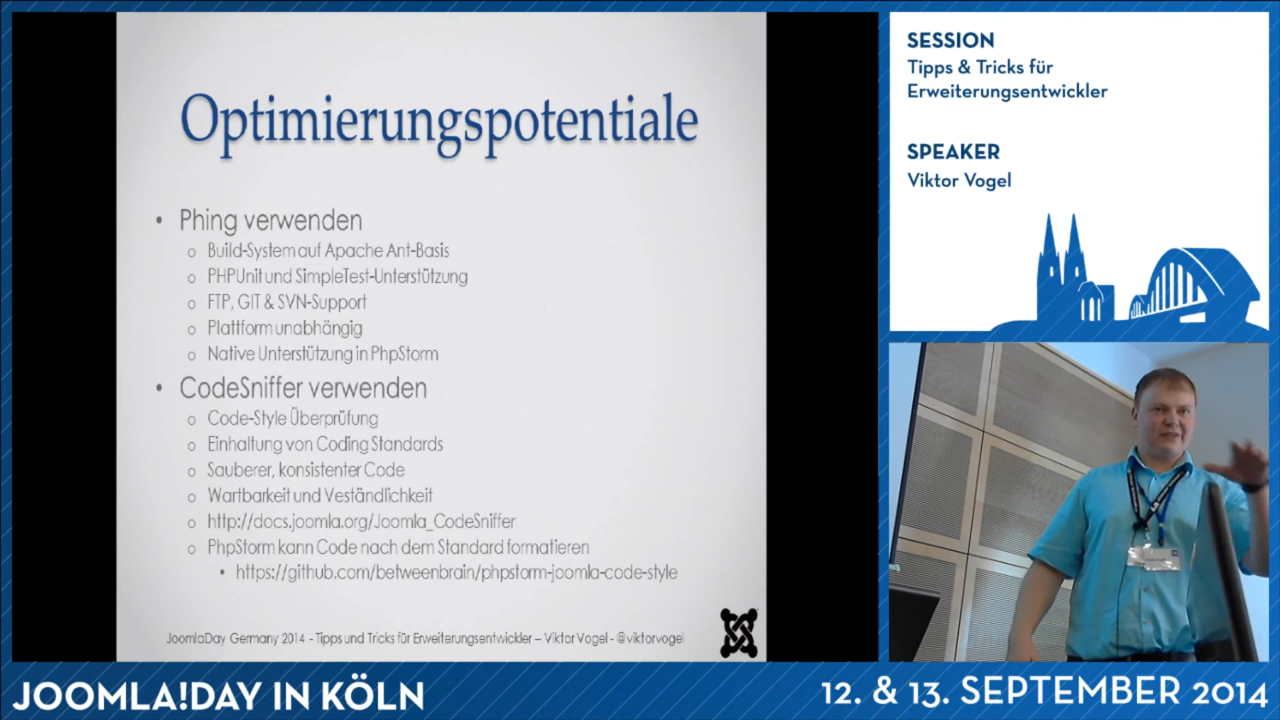 Optimierungspotentiale
• Phing verwenden
o Build-System auf Apache Ant-Basis
o PHPUnit und SimpleTest-Unterstützung
o FTP, GIT & SVN-Support
o Plattformunabhängig
o Native Unterstützung in PhpStorm
• CodeSniffer verwenden
o Code-Style Überprüfung
o Einhaltung von Coding Standards
o Sauberer, konsistenter Code
o Wartbarkeit und Veständlichkeit
o http://docs.joomla.org/Joomla_CodeSniffer
o PhpStorm kann Code nach dem Standard formatieren
• https://github.com/betweenbrain/phpstorm-joomla-code-style
JoomlaDay Germany 2014 - Tipps und Tricks für Erweiterungsentwickler – Viktor Vogel - @viktorvogel
SESSION
Tipps & Tricks für
Erweiterungsentwickler
SPEAKER
Viktor Vogel
JOOMLA!DAY IN KÖLN
12. & 13. SEPTEMBER 2014